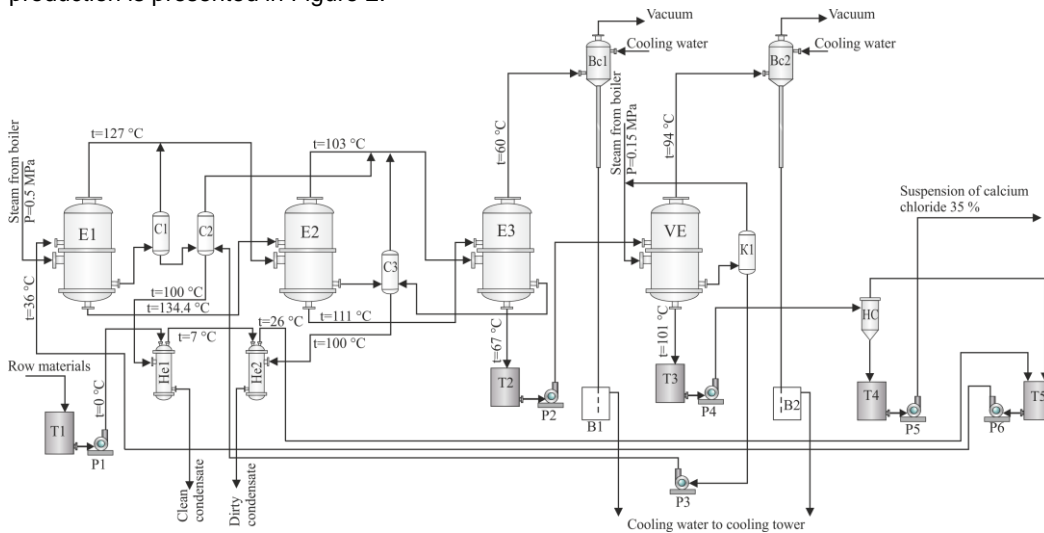 production is presented in Figure 2.
Vacuum
Cooling water
Bc1
Vacuum
Cooling water
Bc2
Steam from boiler
P=0.5 MPa
t=127 °C
t=103 °C
t=60 °C
Steam from boiler
P=0.15 MPa
t=94 °C
Suspension of calcium
chloride 35 %
E1
C1
C2
E2
C3
E3
VE
K1
t=36 °C
t=100 °C
t=134.4 °C
t=7 °C
t=26 °C
t=111 °C
t=100 °C
t=67 °C
t=101 °C
HC
Row materials
t=0 °C
He1
He2
T1
P1
T2
P2
B1
T3
P4
B2
T4
P5
P6
T5
P3
Clean
condensate
Dirty
condensate
Cooling water to cooling tower